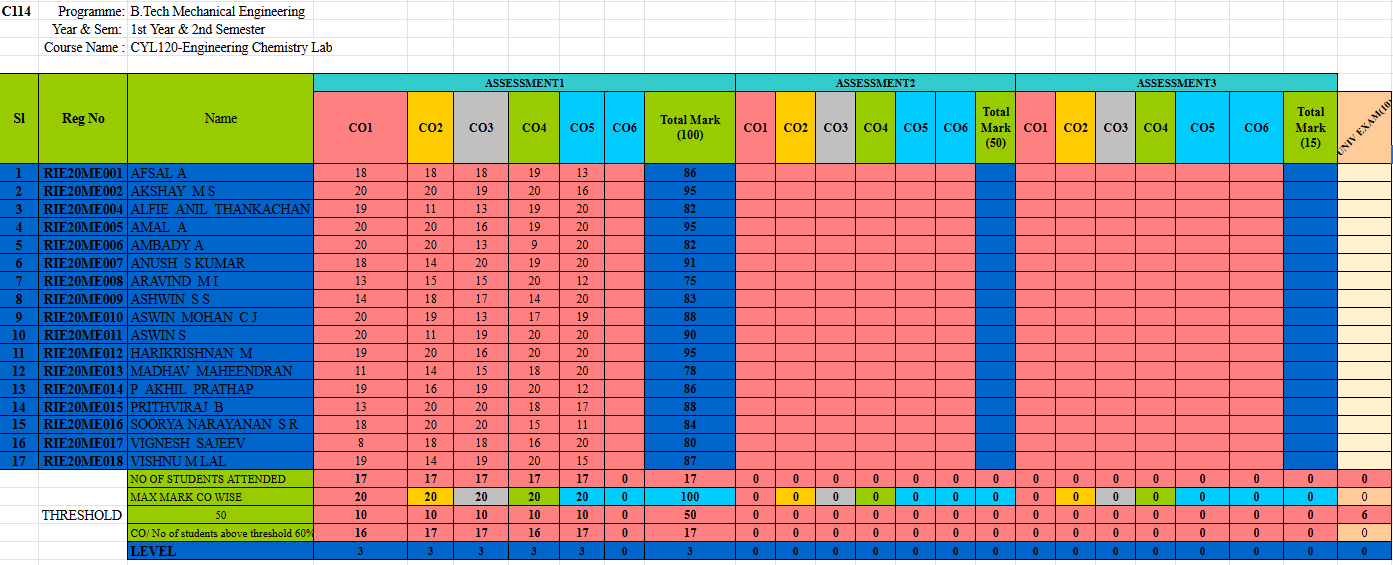 C114 Programme: B.Tech Mechanical Engineering
Year & Sem: 1st Year & 2nd Semester
Course Name : CYL120-Engineering Chemistry Lab
ASSESSMENT1 ASSESSMENT2 ASSESSMENT3
Sl Reg No Name CO1 CO2 CO3 CO4 CO5 CO6 Total Mark (100) CO1 CO2 CO3 CO4 CO5 CO6 Total Mark (50) CO1 CO2 CO3 CO4 CO5 CO6 Total Mark (15) UNIV EXAM(10)
1 RIE20ME001 AFSAL A 18 18 18 19 13 86
2 RIE20ME002 AKSHAY M S 20 20 19 20 16 95
3 RIE20ME004 ALFIE ANIL THANKACHAN 19 11 13 19 20 82
4 RIE20ME005 AMAL A 20 20 16 19 20 95
5 RIE20ME006 AMBADY A 20 20 13 9 20 82
6 RIE20ME007 ANUSH S KUMAR 18 14 20 19 20 91
7 RIE20ME008 ARAVIND M I 13 15 15 20 12 75
8 RIE20ME009 ASHWIN S S 14 18 17 14 20 83
9 RIE20ME010 ASWIN MOHAN C J 20 19 13 17 19 88
10 RIE20ME011 ASWIN S 20 11 19 20 20 90
11 RIE20ME012 HARIKRISHNAN M 19 20 16 20 20 95
12 RIE20ME013 MADHAV MAHEENDRAN 11 14 15 18 20 78
13 RIE20ME014 P AKHIL PRATHAP 19 16 19 20 12 86
14 RIE20ME015 PRITHVIRAJ B 13 20 20 18 17 88
15 RIE20ME016 SOORYA NARAYANAN S R 18 20 20 15 11 84
16 RIE20ME017 VIGNESH SAJEEV 8 18 18 16 20 80
17 RIE20ME018 VISHNU M LAL 19 14 19 20 15 87
NO OF STUDENTS ATTENDED 17 17 17 17 17 0 17 0 0 0 0 0 0 0 0 0 0 0 0 0 0 0
MAX MARK CO WISE 20 20 20 20 20 0 100 0 0 0 0 0 0 0 0 0 0 0 0 0 0 0
THRESHOLD 50 10 10 10 10 10 0 50 0 0 0 0 0 0 0 0 0 0 0 0 0 0 6
CO/ No of students above threshold 60% 16 17 17 16 17 0 17 0 0 0 0 0 0 0 0 0 0 0 0 0 0 0
LEVEL 3 3 3 3 3 0 3 0 0 0 0 0 0 0 0 0 0 0 0 0 0 0